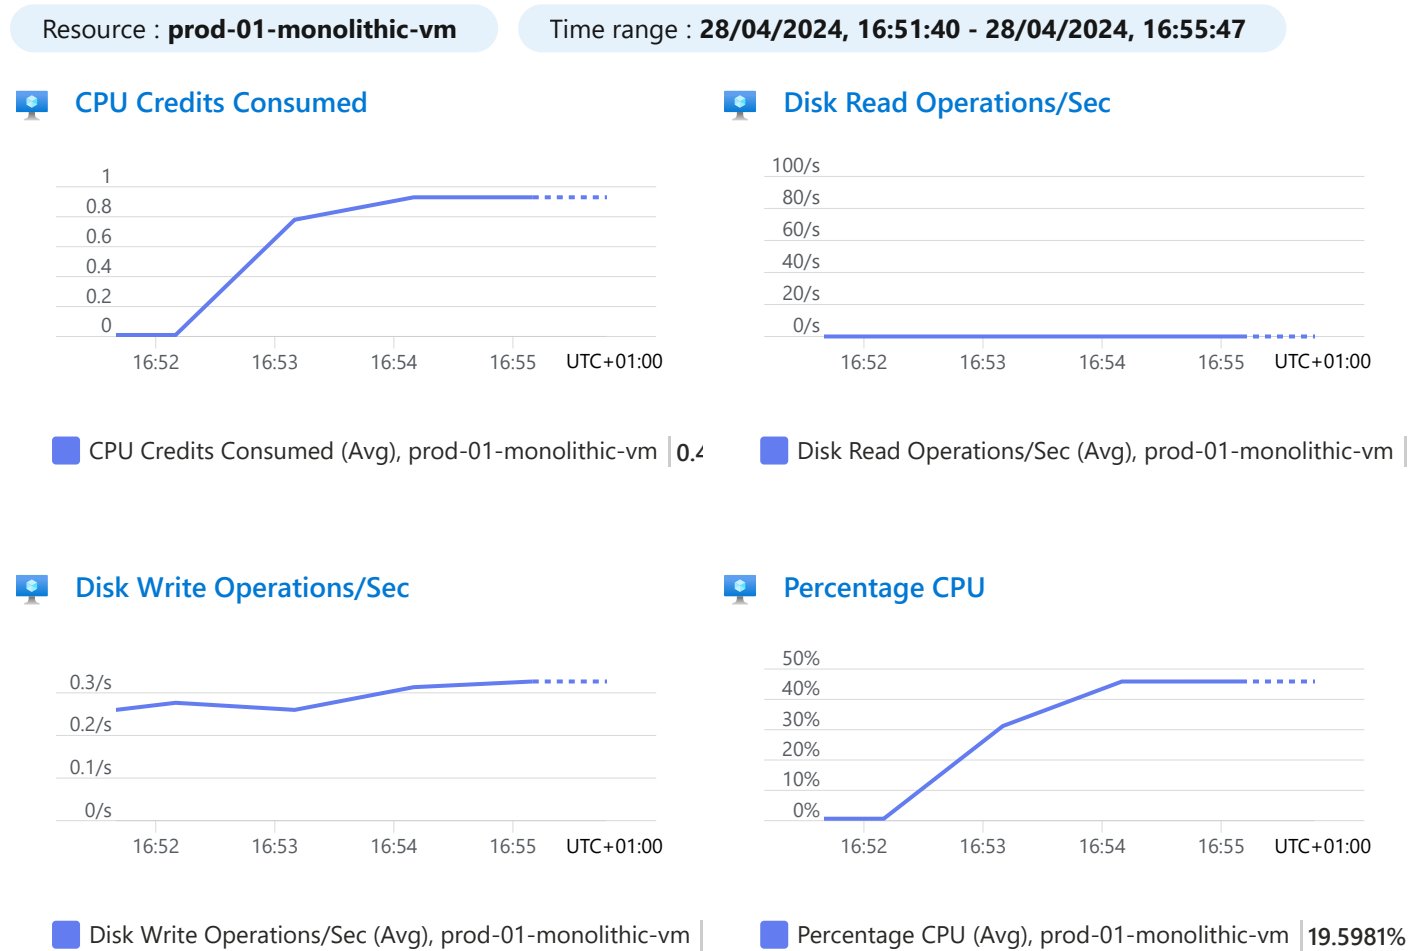 Resource : prod-01-monolithic-vm
Time range : 28/04/2024, 16:51:40 - 28/04/2024, 16:55:47
CPU Credits Consumed
1
0.8
0.6
0.4
0.2
0
16:52 16:53 16:54 16:55 UTC+01:00
CPU Credits Consumed (Avg), prod-01-monolithic-vm
Disk Read Operations/Sec
100/s
80/s
60/s
40/s
20/s
0/s
16:52 16:53 16:54 16:55 UTC+01:00
Disk Read Operations/Sec (Avg), prod-01-monolithic-vm
Disk Write Operations/Sec
0.3/s
0.2/s
0.1/s
0/s
16:52 16:53 16:54 16:55 UTC+01:00
Disk Write Operations/Sec (Avg), prod-01-monolithic-vm
Percentage CPU
50%
40%
30%
20%
10%
0%
16:52 16:53 16:54 16:55 UTC+01:00
Percentage CPU (Avg), prod-01-monolithic-vm 19.5981%